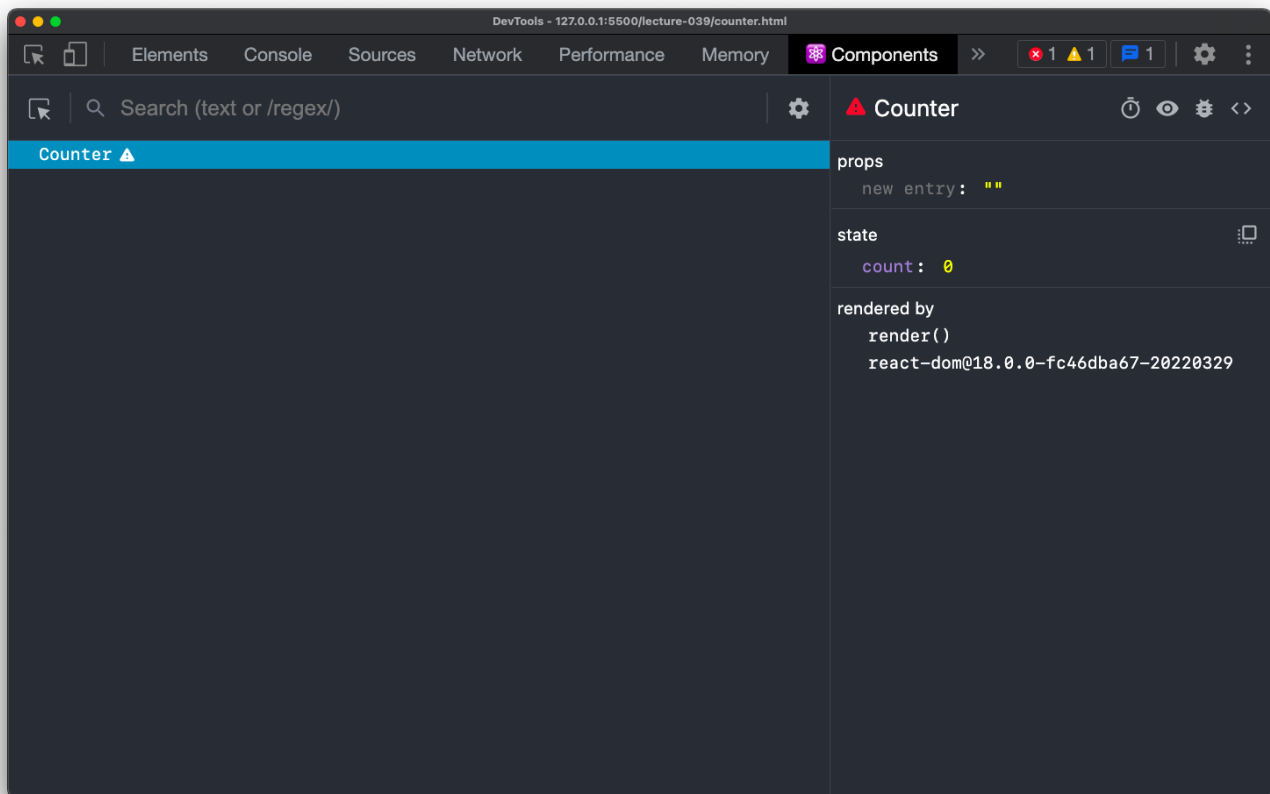 DevTools - 127.0.0.1:5500/lecture-039/counter.html
Elements Console Sources Network Performance Memory Components » 1 1 1
Search (text or /regex/)
Counter
Counter
props
new entry: ""
state
count: 0
rendered by
render()
react-dom@18.0.0-fc46dba67-20220329